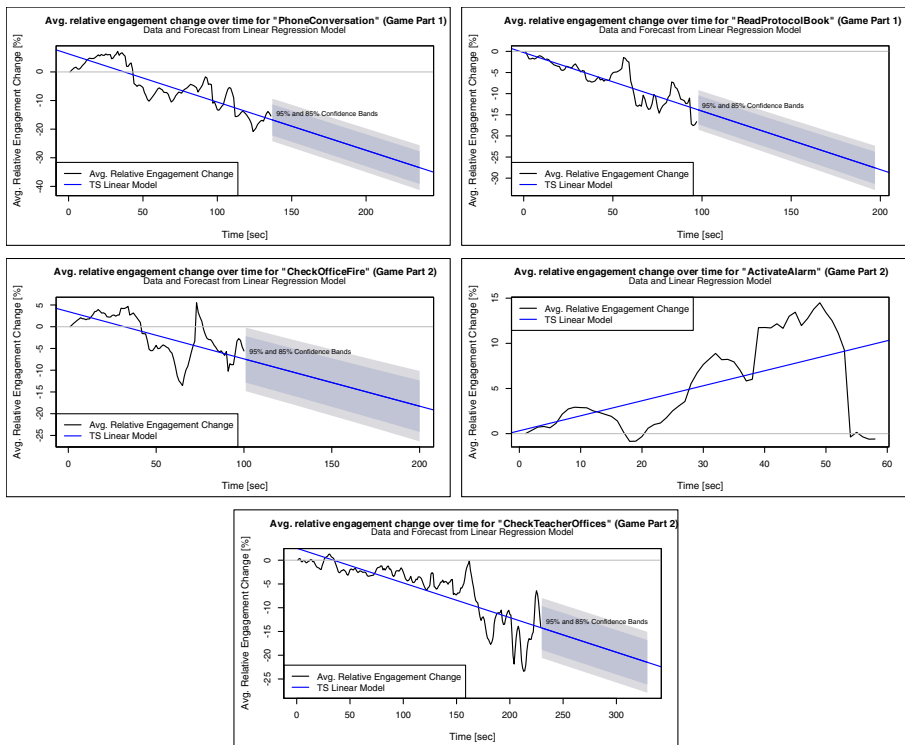 Avg. relative engagement change over time for "PhoneConversation" (Game Part 1)
Data and Forecast from Linear Regression Model
Avg. Relative Engagement Change [%]
0
-10
-20
-30
-40
95% and 85% Confidence Bands
Avg. Relative Engagement Change
TS Linear Model
0 50 100 150 200
Time [sec]
Avg. relative engagement change over time for "ReadProtocolBook" (Game Part 1)
Data and Forecast from Linear Regression Model
Avg. Relative Engagement Change [%]
0
-5
-10
-15
-20
-25
-30
95% and 85% Confidence Bands
Avg. Relative Engagement Change
TS Linear Model
0 50 100 150 200
Time [sec]
Avg. relative engagement change over time for "CheckOfficeFire" (Game Part 2)
Data and Forecast from Linear Regression Model
Avg. Relative Engagement Change [%]
5
0
-5
-10
-15
-20
-25
95% and 85% Confidence Bands
Avg. Relative Engagement Change
TS Linear Model
0 50 100 150 200
Time [sec]
Avg. relative engagement change over time for "ActivateAlarm" (Game Part 2)
Data and Linear Regression Model
Avg. Relative Engagement Change [%]
15
10
5
0
Avg. Relative Engagement Change
TS Linear Model
0 10 20 30 40 50 60
Time [sec]
Avg. relative engagement change over time for "CheckTeacherOffices" (Game Part 2)
Data and Forecast from Linear Regression Model
Avg. Relative Engagement Change [%]
0
-5
-10
-15
-20
-25
95% and 85% Confidence Bands
Avg. Relative Engagement Change
TS Linear Model
0 50 100 150 200 250 300
Time [sec]